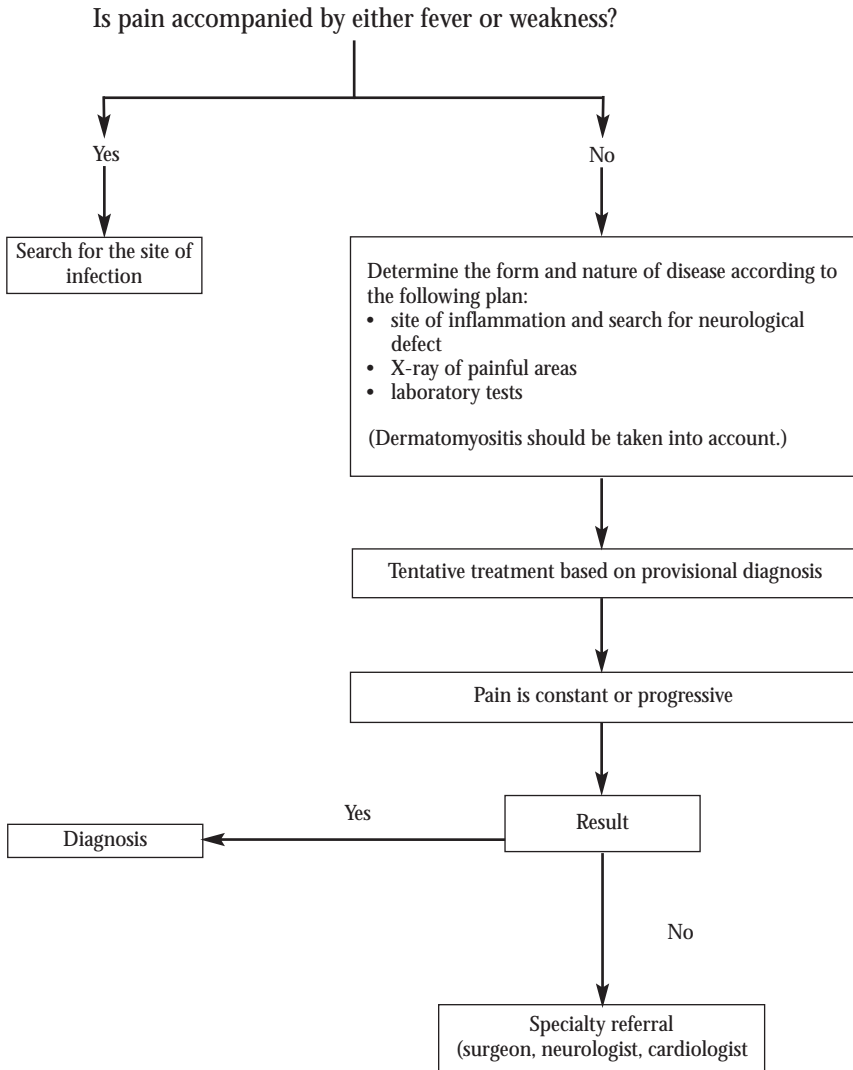 Is pain accompanied by either fever or weakness?
Yes
No
Search for the site of
infection
Determine the form and nature of disease according to
the following plan:
• site of inflammation and search for neurological
defect
• X-ray of painful areas
• laboratory tests
(Dermatomyositis should be taken into account.)
Tentative treatment based on provisional diagnosis
Pain is constant or progressive
Result
Yes
Diagnosis
No
Specialty referral
(surgeon, neurologist, cardiologist